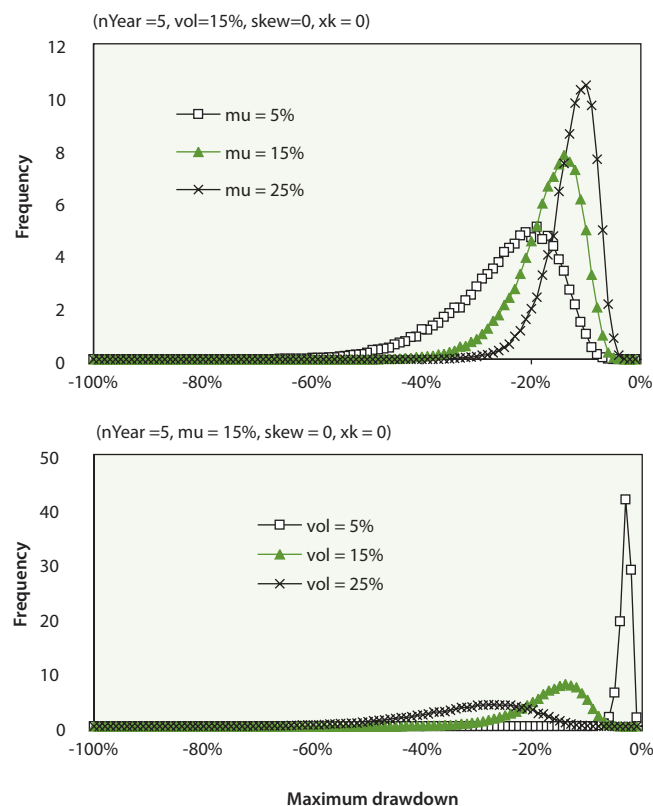 (nYear =5, vol=15%, skew=0, xk = 0)
12
10
8
6
4
2
0
Frequency
mu = 5%
mu = 15%
mu = 25%
-100% -80% -60% -40% -20% 0%
(nYear =5, mu = 15%, skew = 0, xk = 0)
50
40
30
20
10
0
Frequency
vol = 5%
vol = 15%
vol = 25%
-100% -80% -60% -40% -20% 0%
Maximum drawdown